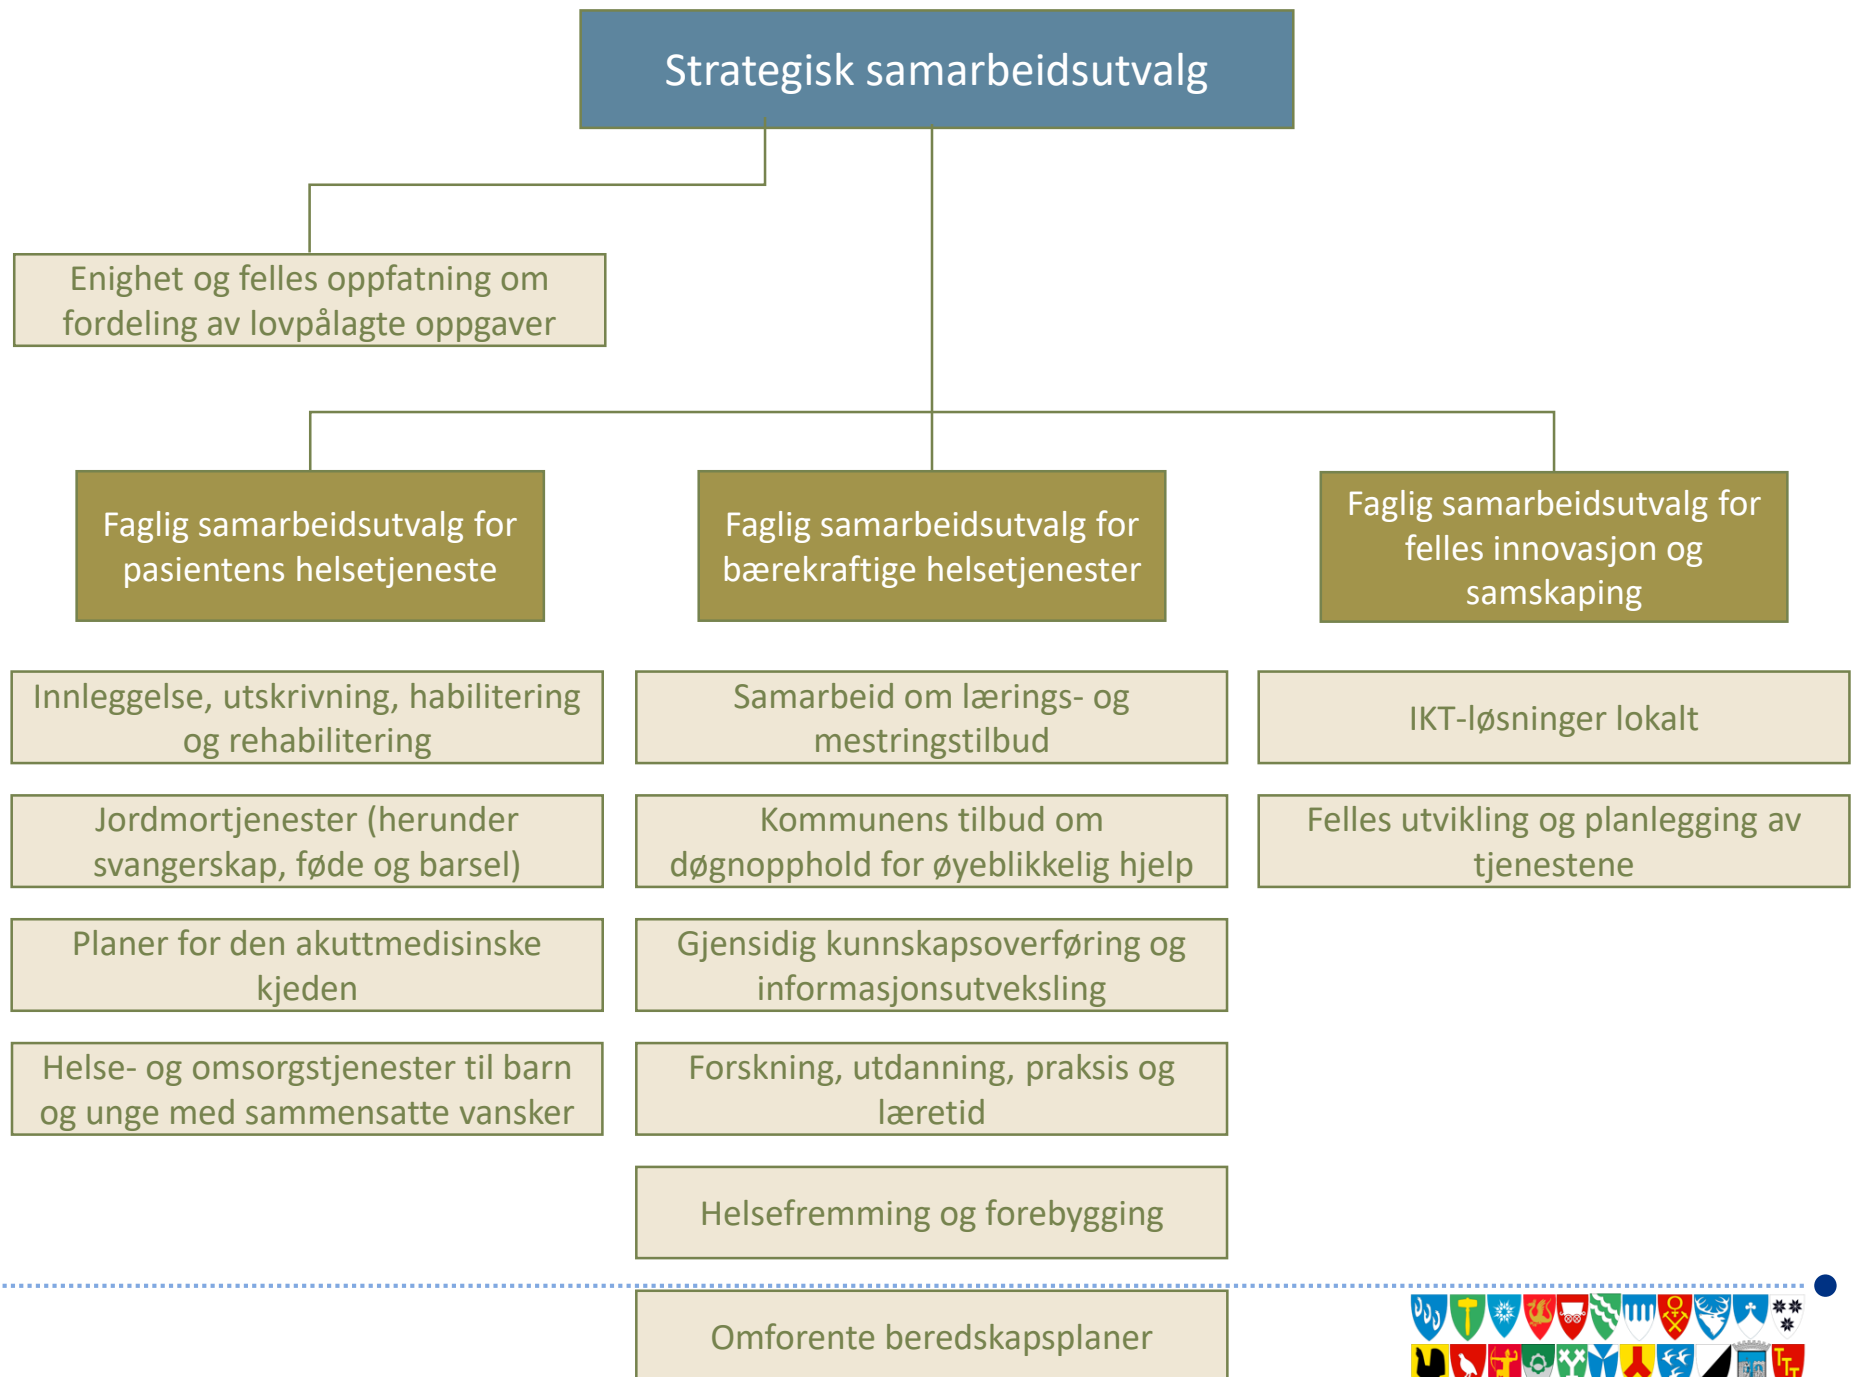 Strategisk samarbeidsutvalg
Enighet og felles oppfatning om
fordeling av lovpålagte oppgaver
Faglig samarbeidsutvalg for
pasientens helsetjeneste
Faglig samarbeidsutvalg for
bærekraftige helsetjenester
Faglig samarbeidsutvalg for
felles innovasjon og
samskaping
Innleggelse, utskrivning, habilitering
og rehabilitering
Jordmortjenester (herunder
svangerskap, føde og barsel)
Planer for den akuttmedisinske
kjeden
Helse- og omsorgstjenester til barn
og unge med sammensatte vansker
Samarbeid om lærings- og
mestringstilbud
Kommunens tilbud om
døgnopphold for øyeblikkelig hjelp
Gjensidig kunnskapsoverføring og
informasjonsutveksling
Forskning, utdanning, praksis og
læretid
Helsefremming og forebygging
Omforente beredskapsplaner
IKT-løsninger lokalt
Felles utvikling og planlegging av
tjenestene